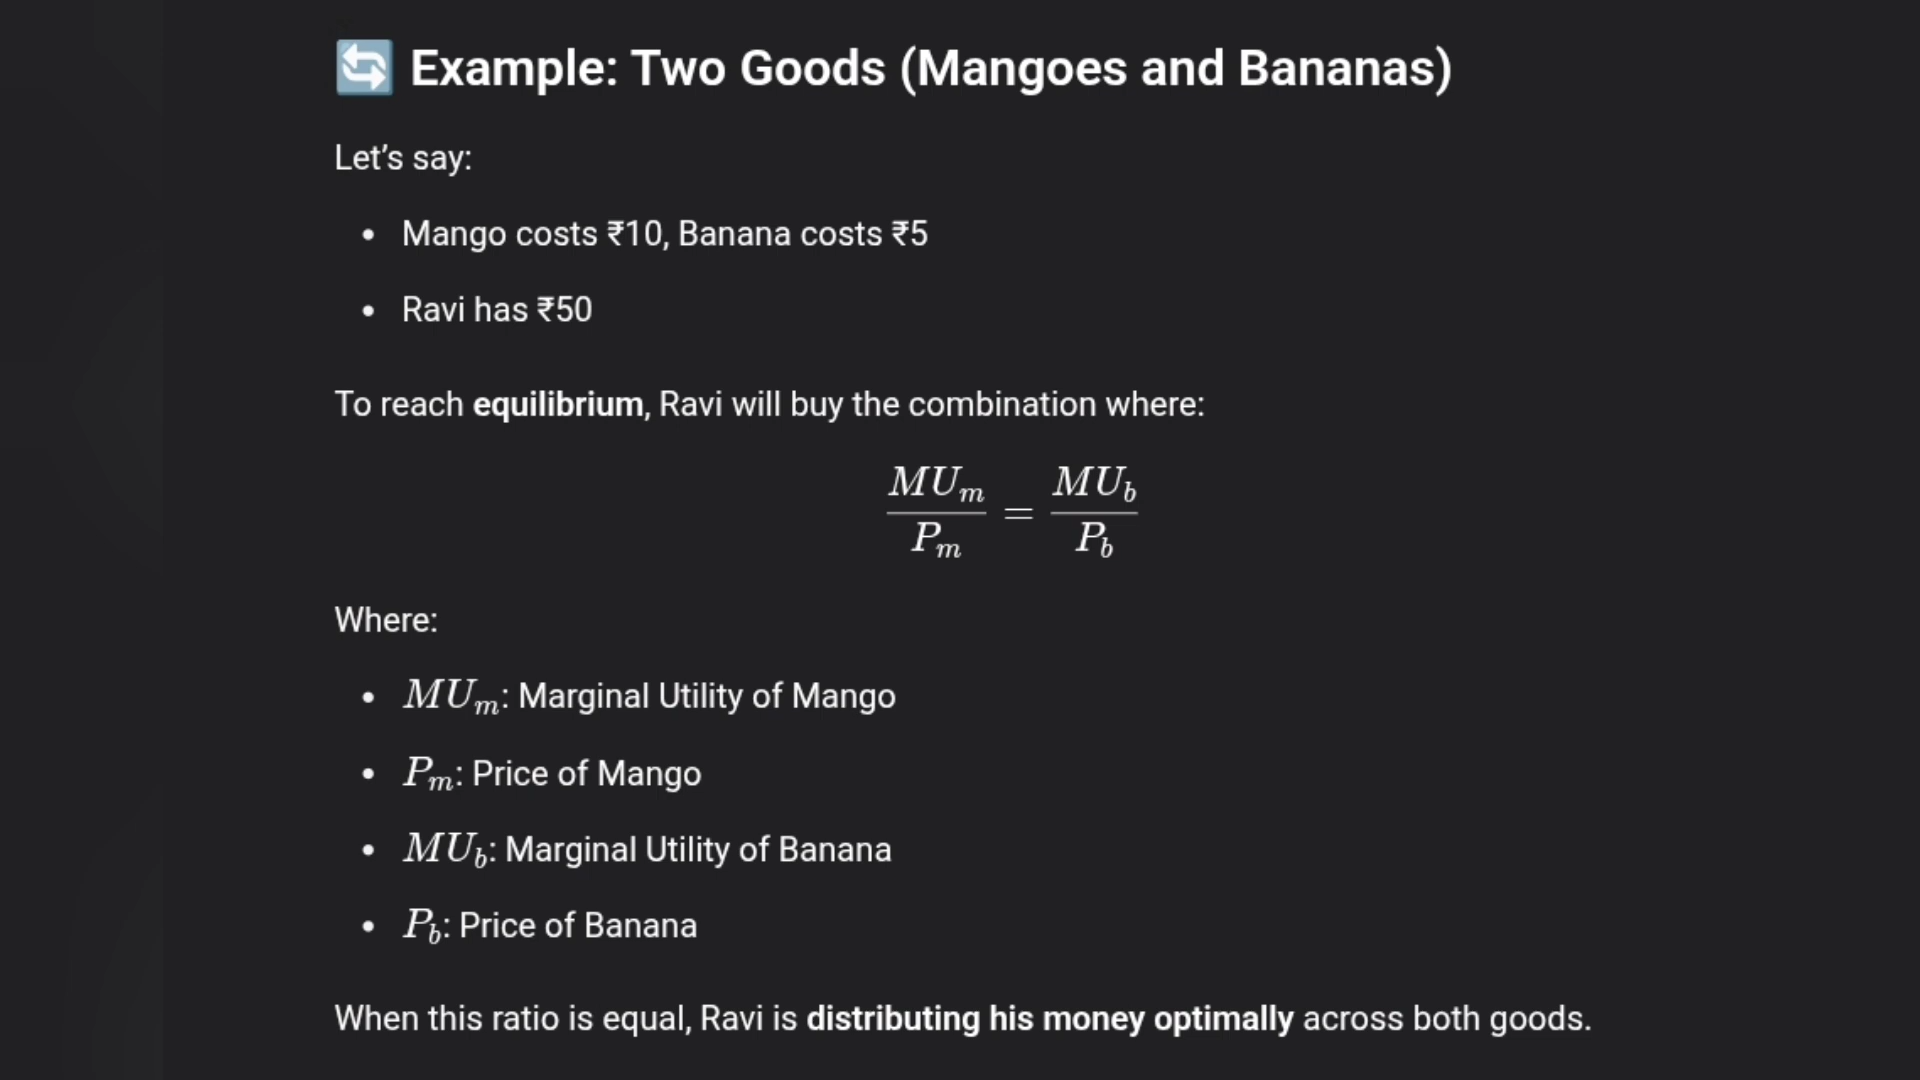 🔄 Example: Two Goods (Mangoes and Bananas)
Let’s say:
• Mango costs ₹10, Banana costs ₹5
• Ravi has ₹50
To reach equilibrium, Ravi will buy the combination where:
MU_m / P_m = MU_b / P_b
Where:
• MU_m: Marginal Utility of Mango
• P_m: Price of Mango
• MU_b: Marginal Utility of Banana
• P_b: Price of Banana
When this ratio is equal, Ravi is distributing his money optimally across both goods.